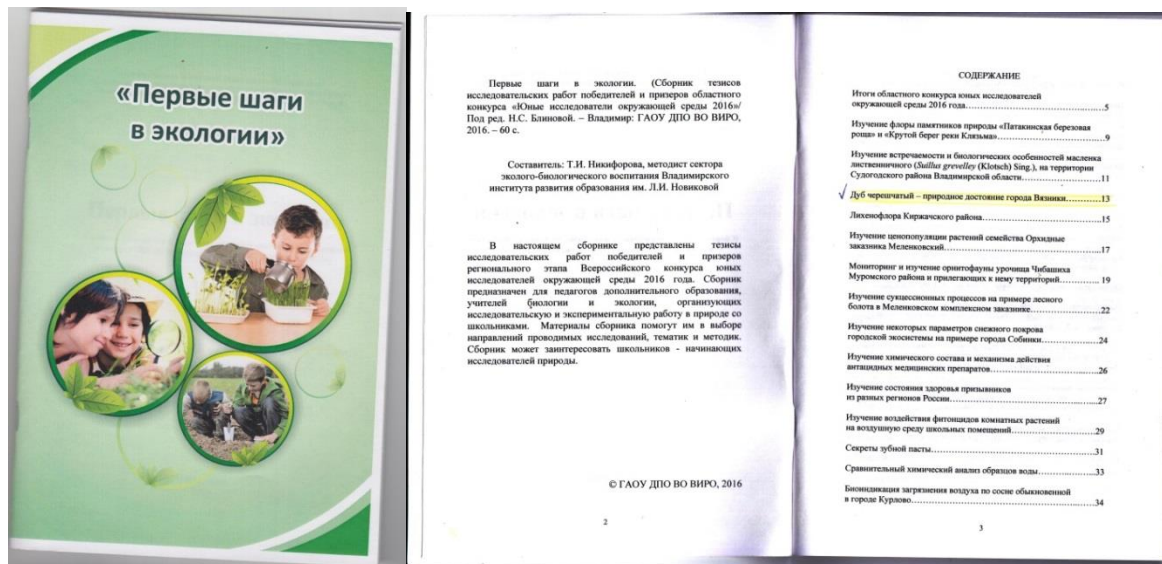 «Первые шаги
в экологии»
Первые шаги в экологии. (Сборник тезисов
исследовательских работ победителей и призеров областного
конкурса «Юные исследователи окружающей среды 2016»/
Под ред. Н.С. Блиновой. – Владимир: ГАОУ ДПО ВО ВИРО,
2016. – 60 с.
Составитель: Т.И. Никифорова, методист сектора
эколого-биологического воспитания Владимирского
института развития образования им. Л.И. Новиковой
В настоящем сборнике представлены тезисы
исследовательских работ победителей и призеров
регионального этапа Всероссийского конкурса юных
исследователей окружающей среды 2016 года. Сборник
предназначен для педагогов дополнительного образования,
учителей биологии и экологии, организующих
исследовательскую и экспериментальную работу в природе со
школьниками. Материалы сборника помогут им в выборе
направлений проводимых исследований, тематик и методик.
Сборник может заинтересовать школьников - начинающих
исследователей природы.
© ГАОУ ДПО ВО ВИРО, 2016
2
СОДЕРЖАНИЕ
Итоги областного конкурса юных исследователей
окружающей среды 2016 года……………………………5
Изучение флоры памятников природы «Патакинская березовая
роща» и «Крутой берег реки Клязьма»……………………9
Изучение встречаемости и биологических особенностей масленка
лиственничного (Suillus grevelley (Klotsch) Sing.), на территории
Судогодского района Владимирской области……………11
Дуб черешчатый – природное достояние города Вязники………13
Лихенофлора Киржачского района………………………15
Изучение ценопопуляции растений семейства Орхидные
заказника Меленковский……………………………17
Мониторинг и изучение орнитофауны урочища Чибашиха
Муромского района и прилегающих к нему территорий………… 19
Изучение сукцессионных процессов на примере лесного
болота в Меленковском комплексном заказнике……………22
Изучение некоторых параметров снежного покрова
городской экосистемы на примере города Собинки……………24
Изучение химического состава и механизма действия
антацидных медицинских препаратов……………………26
Изучение состояния здоровья призывников
из разных регионов России……………………………27
Изучение воздействия фитонцидов комнатных растений
на воздушную среду школьных помещений………………29
Секреты зубной пасты……………………………31
Сравнительный химический анализ образцов воды…………33
Биоиндикация загрязнения воздуха по сосне обыкновенной
в городе Курлово……………………………34
3